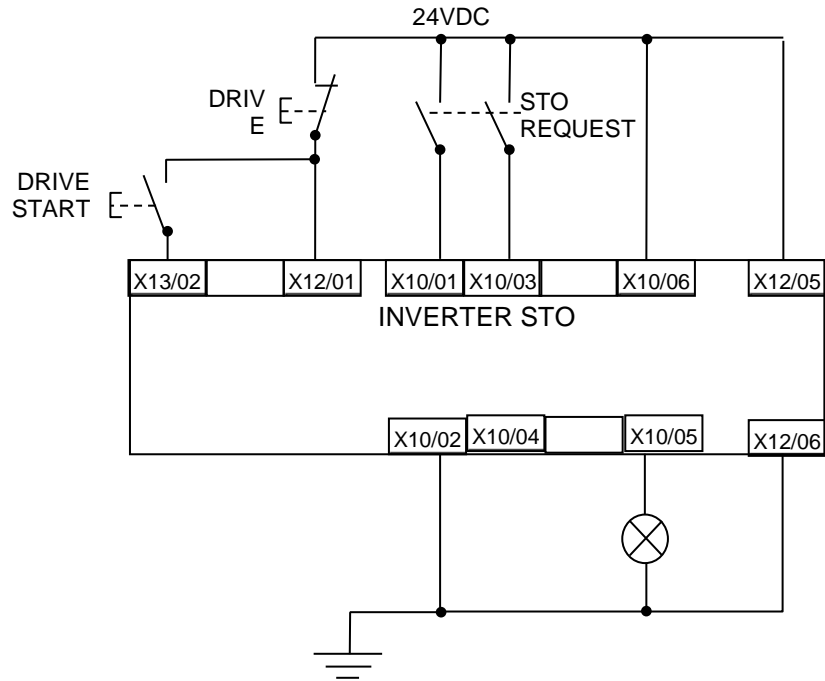 24VDC
DRIV
E
STO
REQUEST
DRIVE
START
X13/02
X12/01
X10/01
X10/03
X10/06
X12/05
INVERTER STO
X10/02
X10/04
X10/05
X12/06